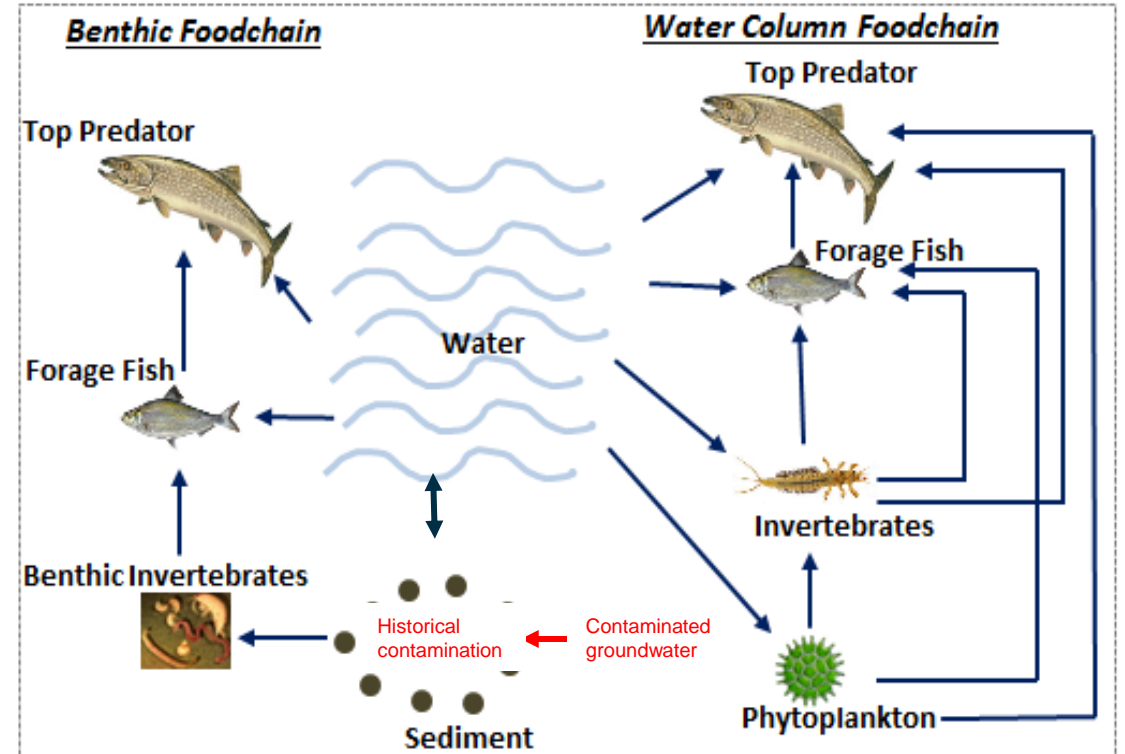 Benthic Foodchain
Water Column Foodchain
Top Predator
Top Predator
Forage Fish
Water
Forage Fish
Invertebrates
Benthic Invertebrates
Historical
contamination
Contaminated
groundwater
Phytoplankton
Sediment